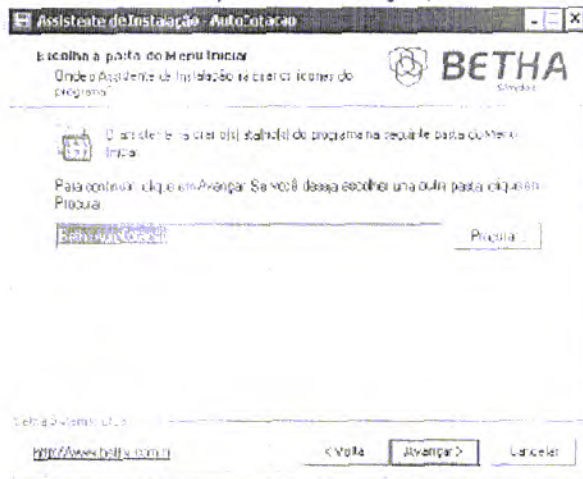 Assistente de Instalação - AutoCotacao
Escolha a pasta do Menu Iniciar
Onde o Assistente de Instalação irá criar os ícones do
programa?
BETHA
O assistente irá criar o(s) atalho(s) do programa na seguinte pasta do Menu
Iniciar.
Para continuar, clique em Avançar. Se você deseja escolher uma outra pasta, clique em
Procurar.
Procurar...
< Volta
Avançar >
Cancelar